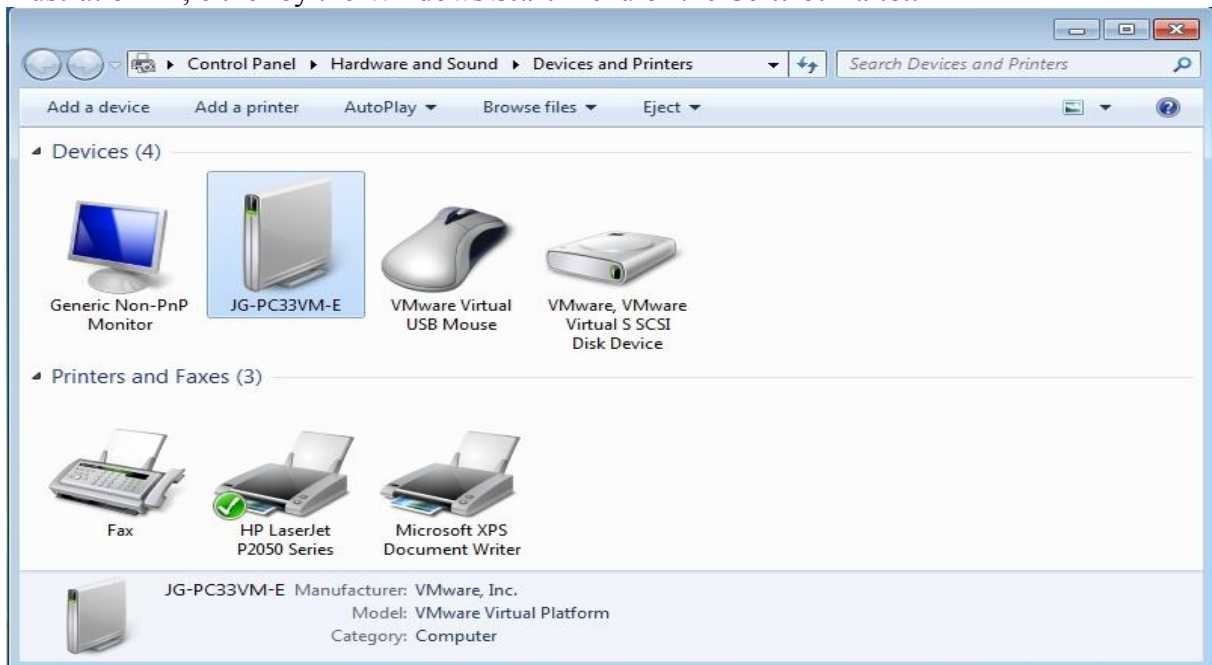 Control Panel ▸ Hardware and Sound ▸ Devices and Printers
Search Devices and Printers
Add a device Add a printer AutoPlay Browse files Eject
Devices (4)
Generic Non-PnP
Monitor
JG-PC33VM-E
VMware Virtual
USB Mouse
VMware, VMware
Virtual S SCSI
Disk Device
Printers and Faxes (3)
Fax
HP LaserJet
P2050 Series
Microsoft XPS
Document Writer
JG-PC33VM-E Manufacturer: VMware, Inc.
Model: VMware Virtual Platform
Category: Computer